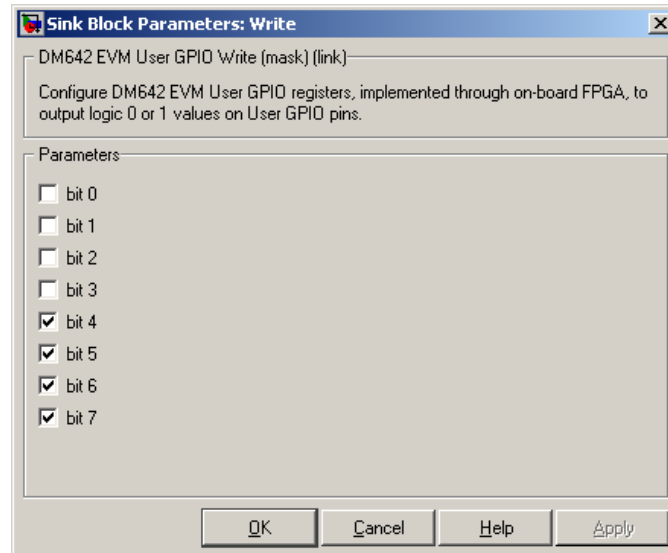 Sink Block Parameters: Write
DM642 EVM User GPIO Write (mask) (link)
Configure DM642 EVM User GPIO registers, implemented through on-board FPGA, to
output logic 0 or 1 values on User GPIO pins.
Parameters
bit 0
bit 1
bit 2
bit 3
bit 4
bit 5
bit 6
bit 7
OK Cancel Help Apply